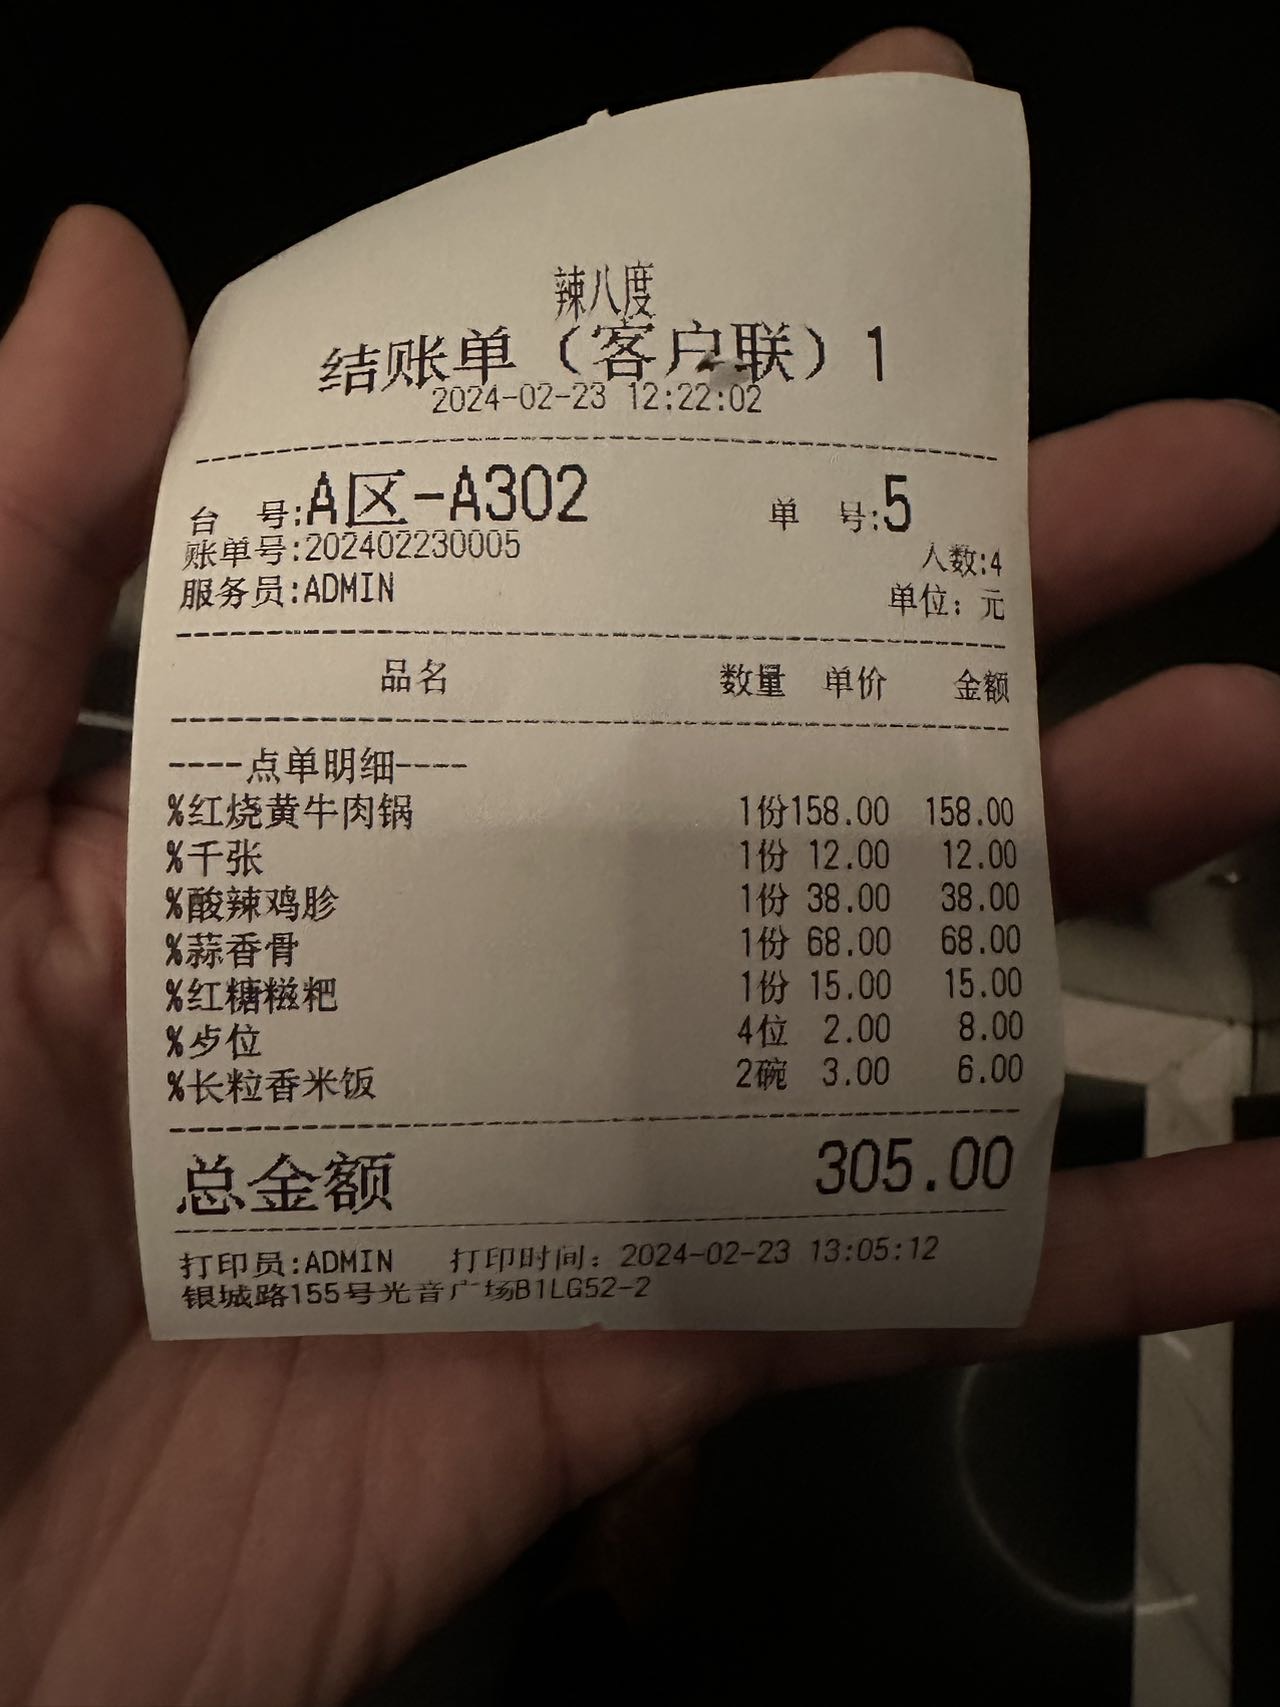 辣八度
结账单（客户联）1
2024-02-23 12:22:02
台 号:A区-A302 单 号:5
账单号:202402230005 人数:4
服务员:ADMIN 单位：元
品名 数量 单价 金额
----点单明细----
%红烧黄牛肉锅 1份158.00 158.00
%千张 1份 12.00 12.00
%酸辣鸡胗 1份 38.00 38.00
%蒜香骨 1份 68.00 68.00
%红糖糍粑 1份 15.00 15.00
%歺位 4位 2.00 8.00
%长粒香米饭 2碗 3.00 6.00
总金额 305.00
打印员:ADMIN 打印时间：2024-02-23 13:05:12
银城路155号光音广场B1LG52-2